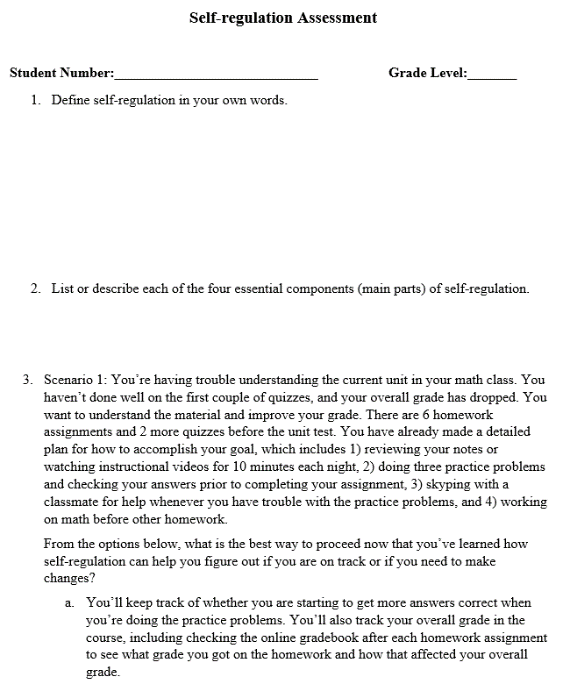 Self-regulation Assessment
Student Number:______________________________ Grade Level:_______
1. Define self-regulation in your own words.
2. List or describe each of the four essential components (main parts) of self-regulation.
3. Scenario 1: You're having trouble understanding the current unit in your math class. You
haven't done well on the first couple of quizzes, and your overall grade has dropped. You
want to understand the material and improve your grade. There are 6 homework
assignments and 2 more quizzes before the unit test. You have already made a detailed
plan for how to accomplish your goal, which includes 1) reviewing your notes or
watching instructional videos for 10 minutes each night, 2) doing three practice problems
and checking your answers prior to completing your assignment, 3) skyping with a
classmate for help whenever you have trouble with the practice problems, and 4) working
on math before other homework.
From the options below, what is the best way to proceed now that you've learned how
self-regulation can help you figure out if you are on track or if you need to make
changes?
a. You'll keep track of whether you are starting to get more answers correct when
you're doing the practice problems. You'll also track your overall grade in the
course, including checking the online gradebook after each homework assignment
to see what grade you got on the homework and how that affected your overall
grade.